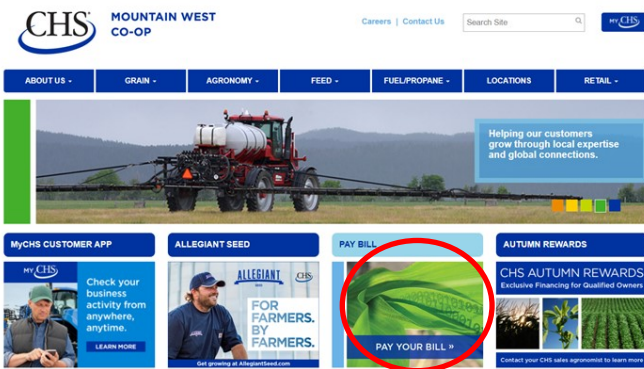 CHS
MOUNTAIN WEST
CO-OP
Careers | Contact Us
Search Site
MY CHS
ABOUT US
GRAIN
AGRONOMY
FEED
FUEL/PROPANE
LOCATIONS
RETAIL
Helping our customers
grow through local expertise
and global connections.
MyCHS CUSTOMER APP
ALLEGIANT SEED
PAY BILL
AUTUMN REWARDS
MY CHS
Check your
business
activity from
anywhere,
anytime.
LEARN MORE
ALLEGIANT
CHS
FOR
FARMERS.
BY
FARMERS.
Get growing at AllegiantSeed.com
PAY YOUR BILL »
CHS AUTUMN REWARDS
Exclusive Financing for Qualified Owners
Contact your CHS sales agronomist to learn more